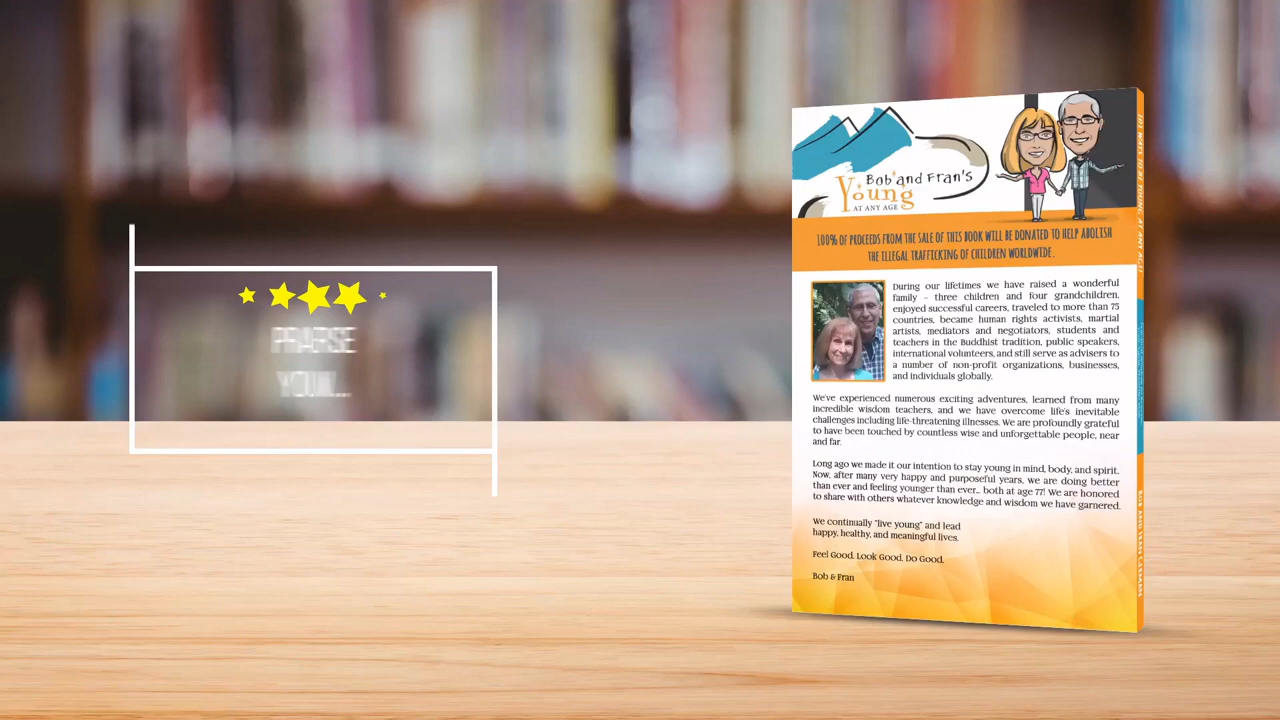 Bob and Fran's
Young
AT ANY AGE
100% OF PROCEEDS FROM THE SALE OF THIS BOOK WILL BE DONATED TO HELP ABOLISH
THE ILLEGAL TRAFFICKING OF CHILDREN WORLDWIDE.
During our lifetimes we have raised a wonderful
family – three children and four grandchildren,
enjoyed successful careers, traveled to more than 75
countries, became human rights activists, martial
artists, mediators and negotiators, students and
teachers in the Buddhist tradition, public speakers,
international volunteers, and still serve as advisers to
a number of non-profit organizations, businesses,
and individuals globally.
We've experienced numerous exciting adventures, learned from many
incredible wisdom teachers, and we have overcome life's inevitable
challenges including life-threatening illnesses. We are profoundly grateful
to have been touched by countless wise and unforgettable people, near
and far.
Long ago we made it our intention to stay young in mind, body, and spirit.
Now, after many very happy and purposeful years, we are doing better
than ever and feeling younger than ever... both at age 77! We are honored
to share with others whatever knowledge and wisdom we have garnered.
We continually "live young" and lead
happy, healthy, and meaningful lives.
Feel Good. Look Good. Do Good.
Bob & Fran